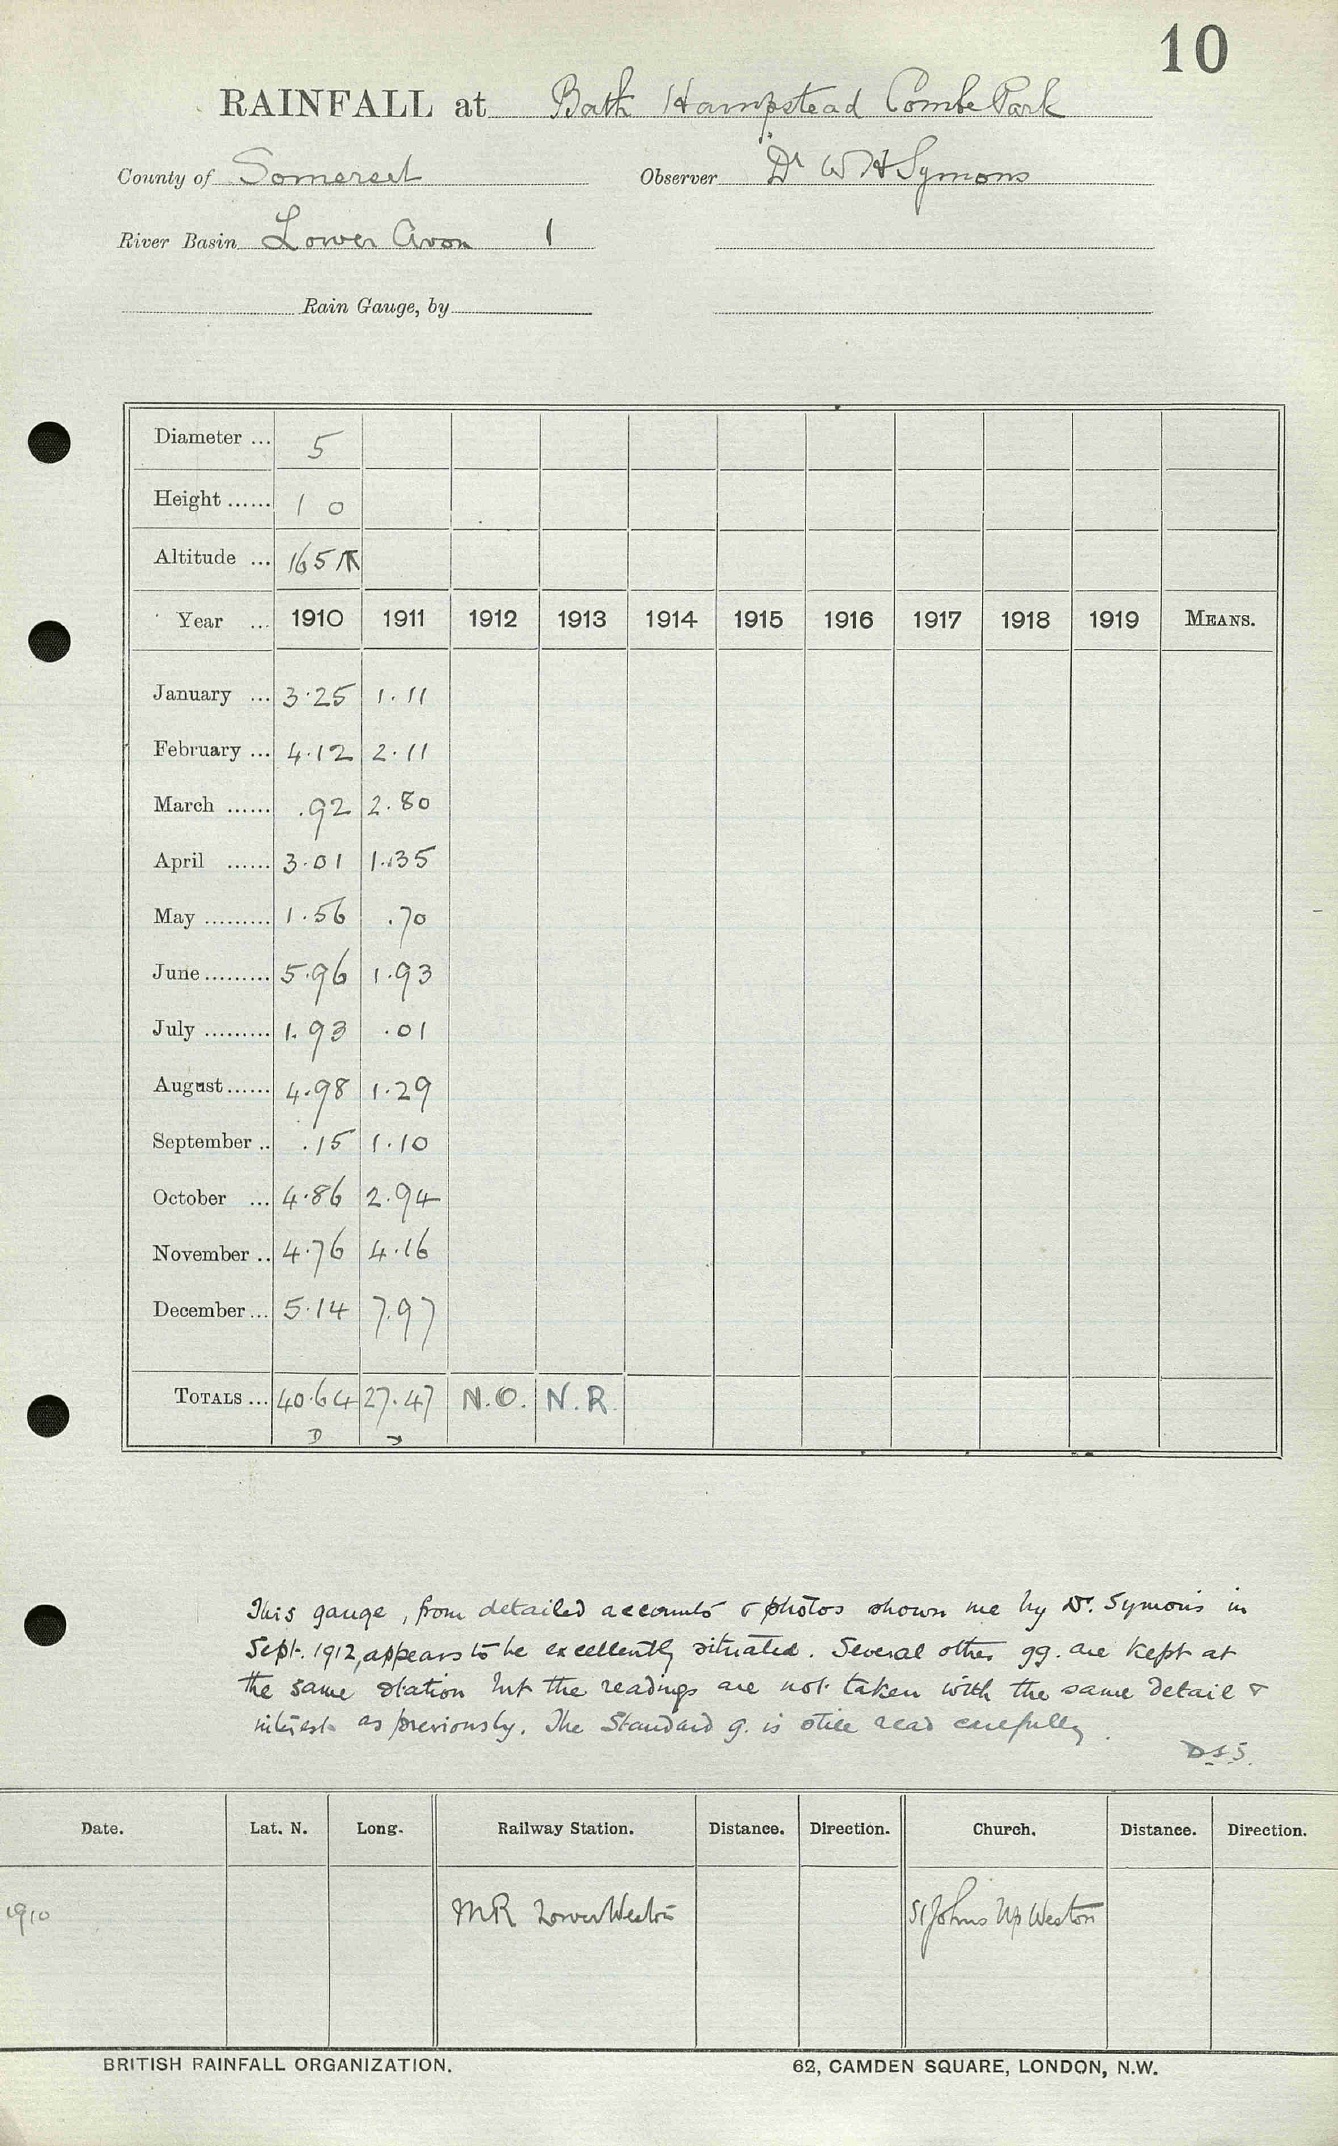 10
RAINFALL at Bath Hampstead Combe Park
County of Somerset Observer Dr W H Symons
River Basin Lower Avon 1
Rain Gauge, by
Diameter ... 5
Height ...... 1 0
Altitude ... 165
Year ... 1910 1911 1912 1913 1914 1915 1916 1917 1918 1919 MEANS.
January ... 3.25 1.11
February ... 4.12 2.11
March ...... .92 2.80
April ...... 3.01 1.35
May ......... 1.56 .70
June ......... 5.96 1.93
July ......... 1.93 .01
August ...... 4.98 1.29
September .. .15 1.10
October ... 4.86 2.94
November .. 4.76 4.16
December ... 5.14 7.97
TOTALS ... 40.64 27.47 N.O. N.R.
D
This gauge, from detailed accounts & photos shown me by Dr. Symons in
Sept. 1912, appears to be excellently situated. Several other gg. are kept at
the same station but the readings are not taken with the same detail &
interest as previously. The Standard g. is still read carefully.
Date. Lat. N. Long. Railway Station. Distance. Direction. Church. Distance. Direction.
1910 MR Lower Weston St Johns Up Weston
BRITISH RAINFALL ORGANIZATION. 62, CAMDEN SQUARE, LONDON, N.W.